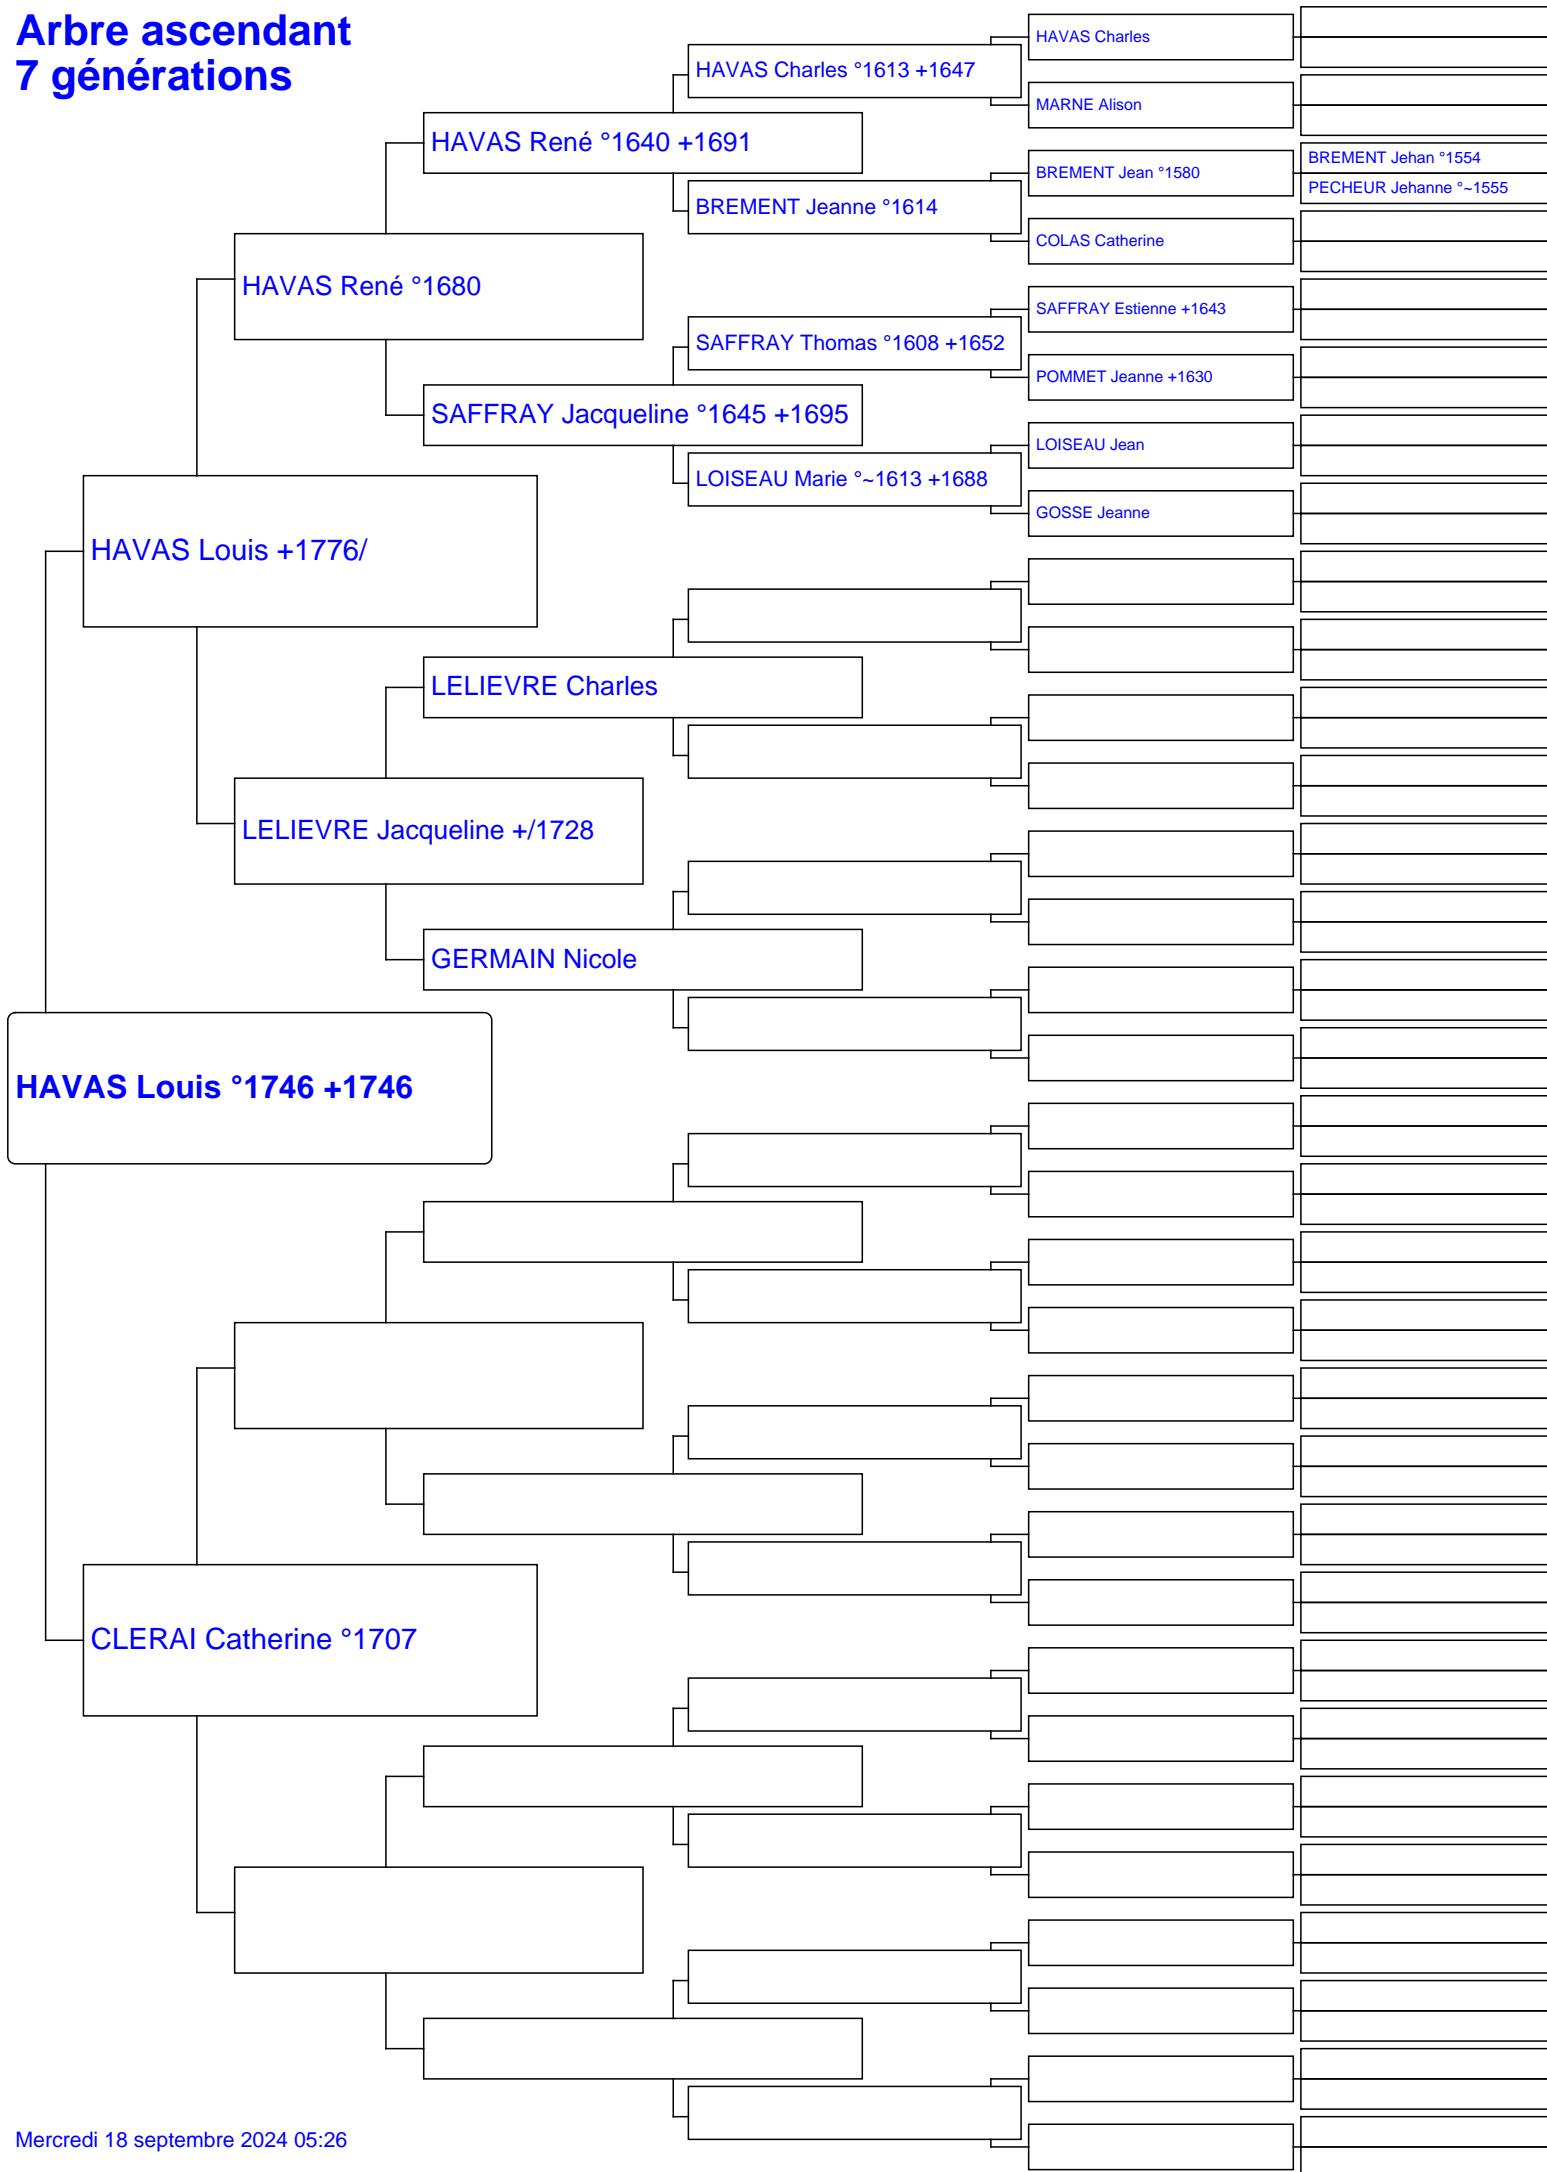 Arbre ascendant
7 générations
HAVAS Charles
HAVAS Charles °1613 +1647
MARNE Alison
HAVAS René °1640 +1691
BREMENT Jehan °1554
BREMENT Jean °1580
PECHEUR Jehanne °~1555
BREMENT Jeanne °1614
COLAS Catherine
HAVAS René °1680
SAFFRAY Estienne +1643
SAFFRAY Thomas °1608 +1652
POMMET Jeanne +1630
SAFFRAY Jacqueline °1645 +1695
LOISEAU Jean
LOISEAU Marie °~1613 +1688
GOSSE Jeanne
HAVAS Louis +1776/
LELIEVRE Charles
LELIEVRE Jacqueline +/1728
GERMAIN Nicole
HAVAS Louis °1746 +1746
CLERAI Catherine °1707
Mercredi 18 septembre 2024 05:26